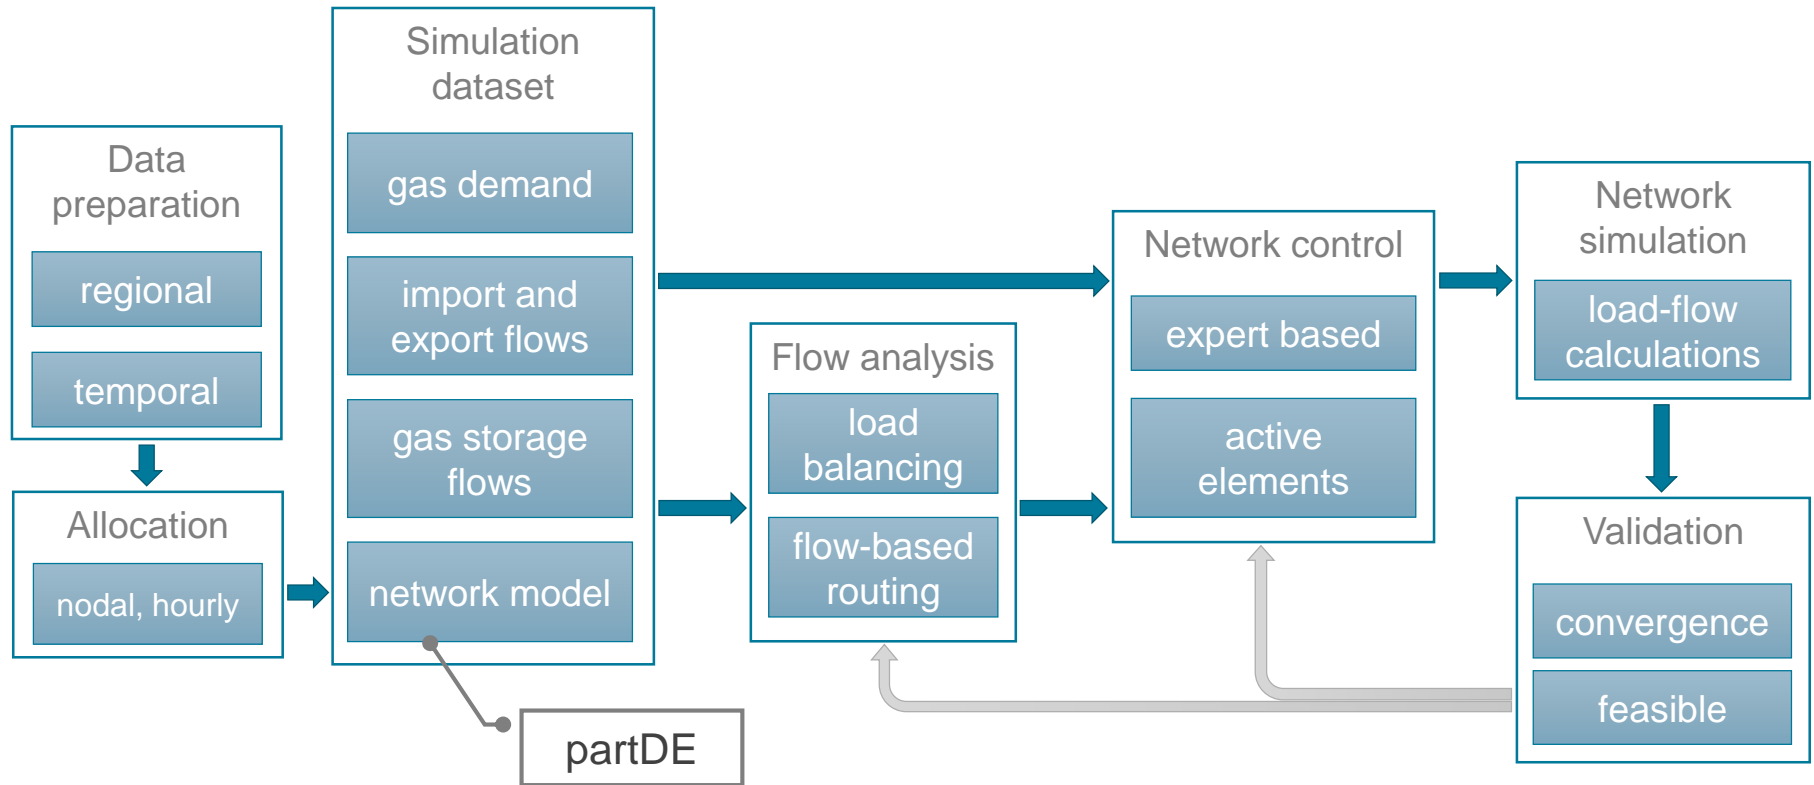 Data
preparation
regional
temporal
Allocation
nodal, hourly
Simulation
dataset
gas demand
import and
export flows
gas storage
flows
network model
partDE
Flow analysis
load
balancing
flow-based
routing
Network control
expert based
active
elements
Network
simulation
load-flow
calculations
Validation
convergence
feasible